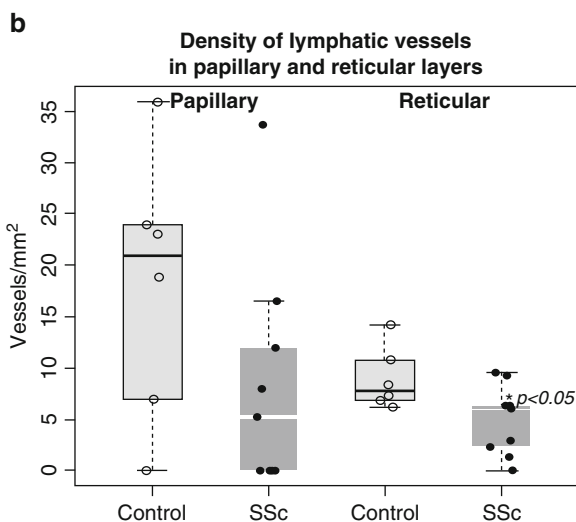 b
Density of lymphatic vessels
in papillary and reticular layers
Papillary Reticular
35
30
25
20
15
10
5
0
Vessels/mm²
* p<0.05
Control SSc Control SSc